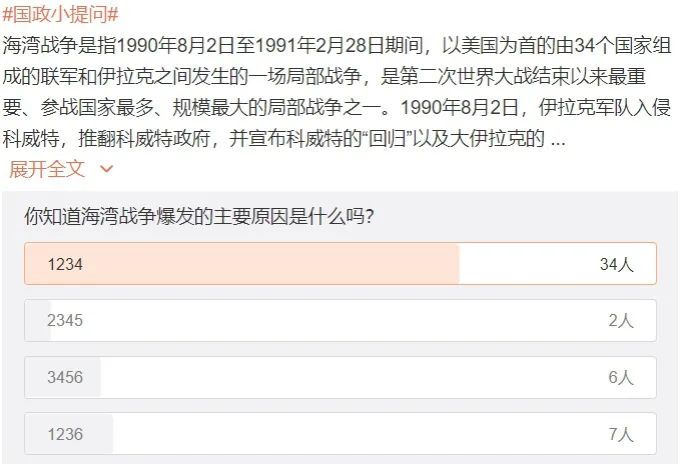 #国政小提问#
海湾战争是指1990年8月2日至1991年2月28日期间，以美国为首的由34个国家组
成的联军和伊拉克之间发生的一场局部战争，是第二次世界大战结束以来最重
要、参战国家最多、规模最大的局部战争之一。1990年8月2日，伊拉克军队入侵
科威特，推翻科威特政府，并宣布科威特的“回归”以及大伊拉克的 ...
展开全文
你知道海湾战争爆发的主要原因是什么吗？
1234 34人
2345 2人
3456 6人
1236 7人